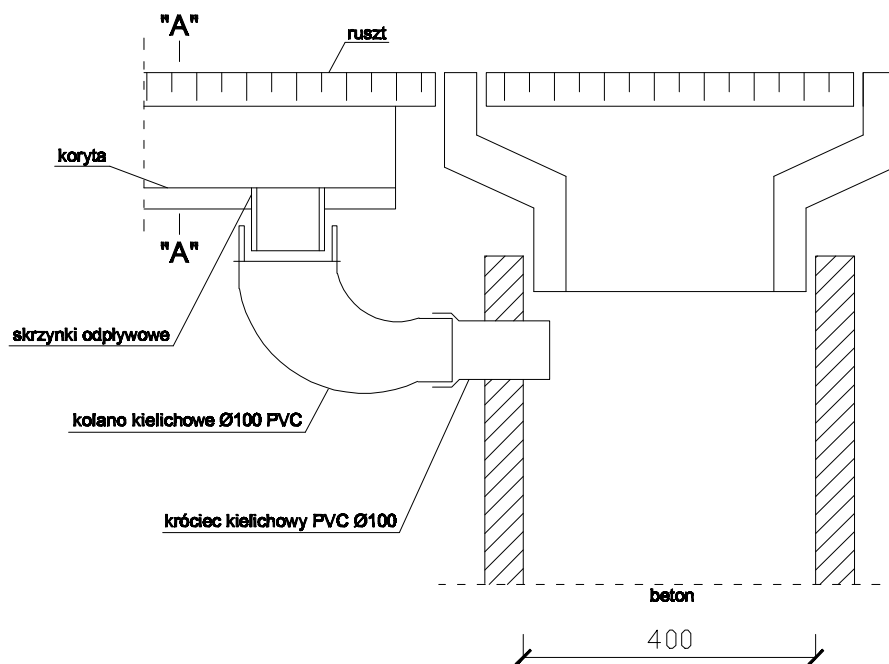 "A"
ruszt
koryta
"A"
skrzynki odpływowe
kolano kielichowe Ø100 PVC
króciec kielichowy PVC Ø100
beton
400